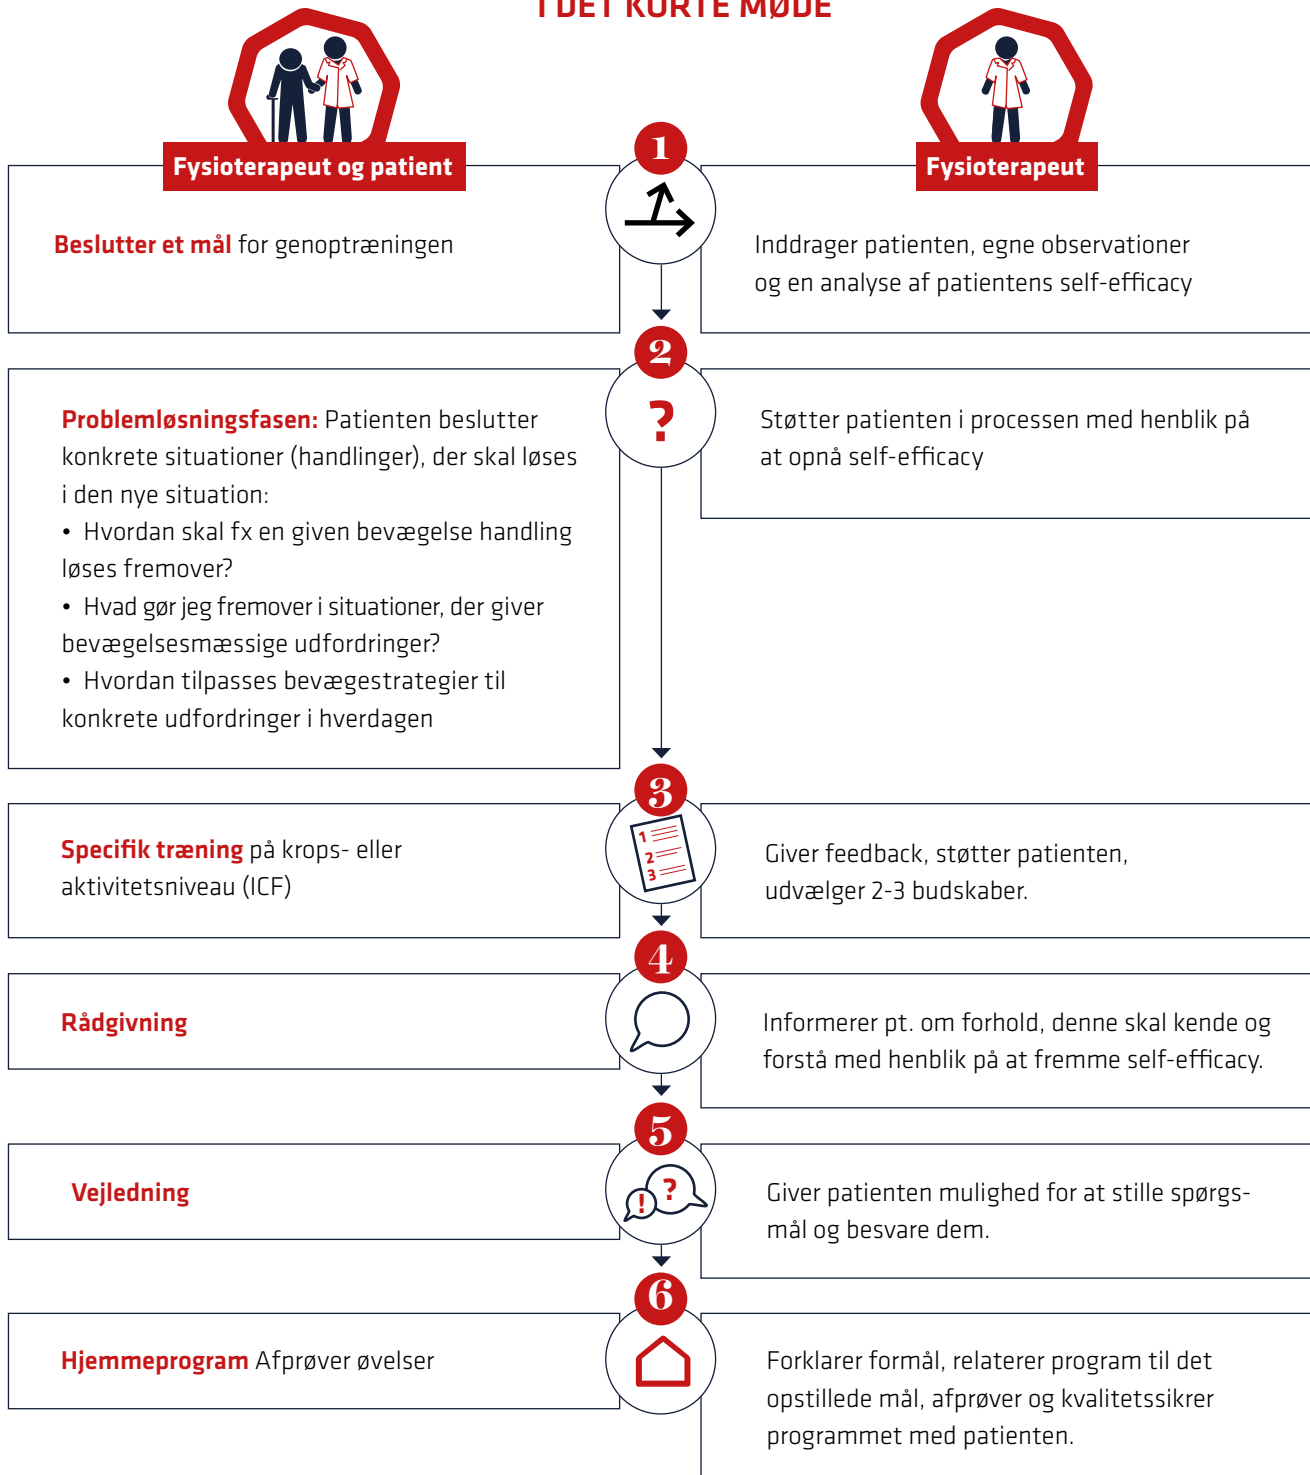 I DET KORTE MØDE
Fysioterapeut og patient
Fysioterapeut
1
Beslutter et mål for genoptræningen
Inddrager patienten, egne observationer
og en analyse af patientens self-efficacy
2
?
Problemløsningsfasen: Patienten beslutter
konkrete situationer (handlinger), der skal løses
i den nye situation:
• Hvordan skal fx en given bevægelse handling
løses fremover?
• Hvad gør jeg fremover i situationer, der giver
bevægelsesmæssige udfordringer?
• Hvordan tilpasses bevægestrategier til
konkrete udfordringer i hverdagen
Støtter patienten i processen med henblik på
at opnå self-efficacy
3
1
2
3
Specifik træning på krops- eller
aktivitetsniveau (ICF)
Giver feedback, støtter patienten,
udvælger 2-3 budskaber.
4
Rådgivning
Informerer pt. om forhold, denne skal kende og
forstå med henblik på at fremme self-efficacy.
5
! ?
Vejledning
Giver patienten mulighed for at stille spørgs-
mål og besvare dem.
6
Hjemmeprogram Afprøver øvelser
Forklarer formål, relaterer program til det
opstillede mål, afprøver og kvalitetssikrer
programmet med patienten.